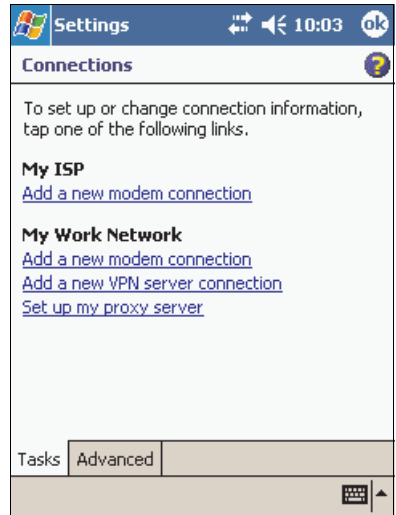 Settings 10:03 ok
Connections ?
To set up or change connection information,
tap one of the following links.
My ISP
Add a new modem connection
My Work Network
Add a new modem connection
Add a new VPN server connection
Set up my proxy server
Tasks Advanced